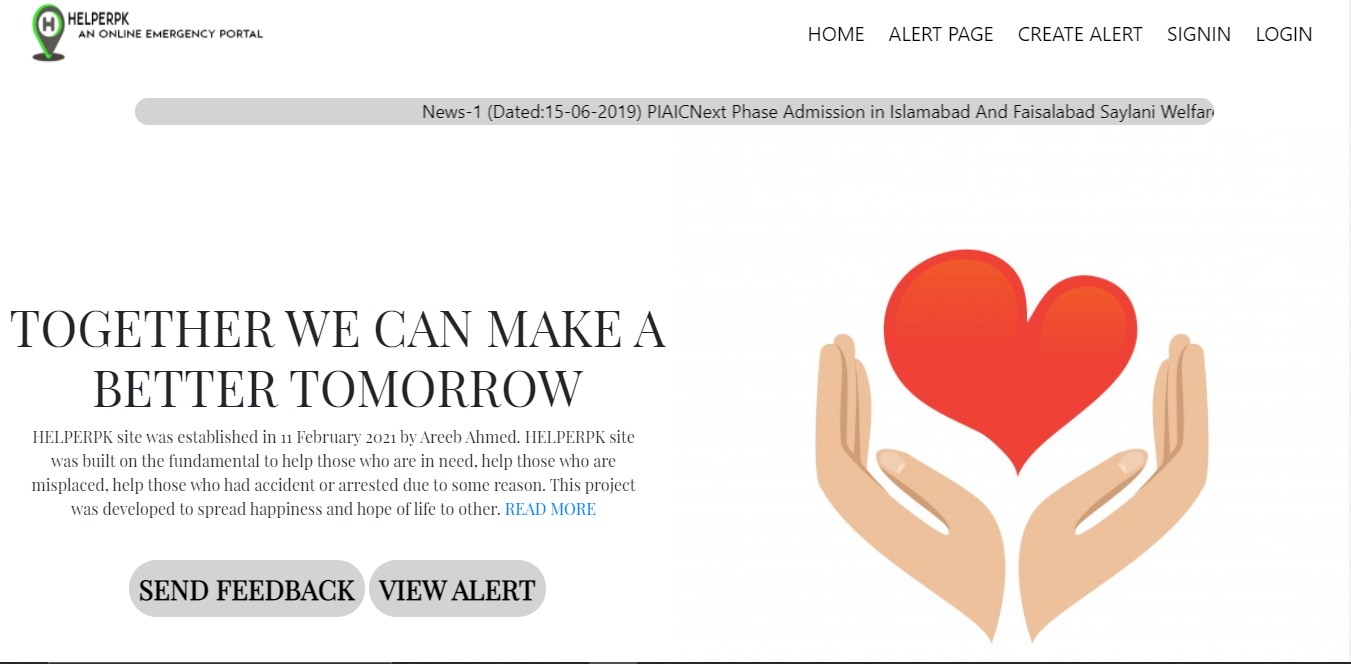 HELPERPK
AN ONLINE EMERGENCY PORTAL
HOME ALERT PAGE CREATE ALERT SIGNIN LOGIN
News-1 (Dated:15-06-2019) PIAICNext Phase Admission in Islamabad And Faisalabad Saylani Welfar
TOGETHER WE CAN MAKE A
BETTER TOMORROW
HELPERPK site was established in 11 February 2021 by Areeb Ahmed. HELPERPK site
was built on the fundamental to help those who are in need, help those who are
misplaced, help those who had accident or arrested due to some reason. This project
was developed to spread happiness and hope of life to other. READ MORE
SEND FEEDBACK VIEW ALERT